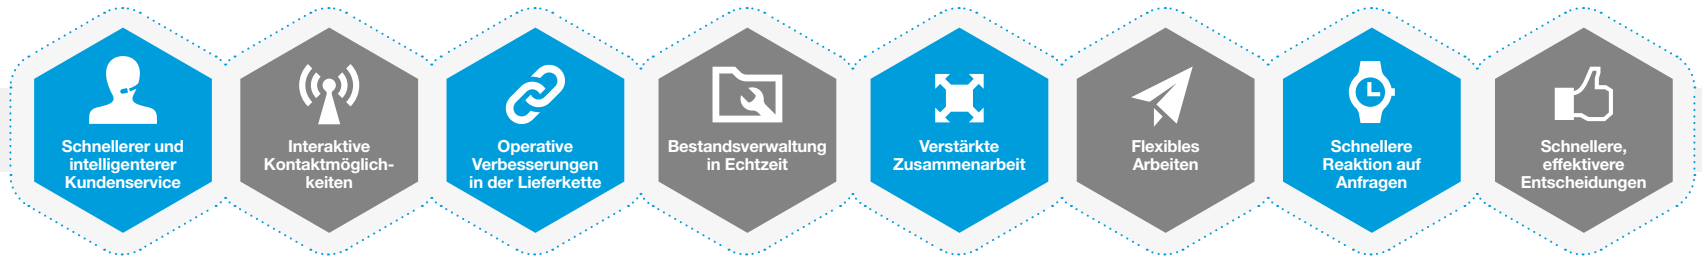 Schnellerer und
intelligenterer
Kundenservice
Interaktive
Kontaktmöglich-
keiten
Operative
Verbesserungen
in der Lieferkette
Bestandsverwaltung
in Echtzeit
Verstärkte
Zusammenarbeit
Flexibles
Arbeiten
Schnellere
Reaktion auf
Anfragen
Schnellere,
effektivere
Entscheidungen